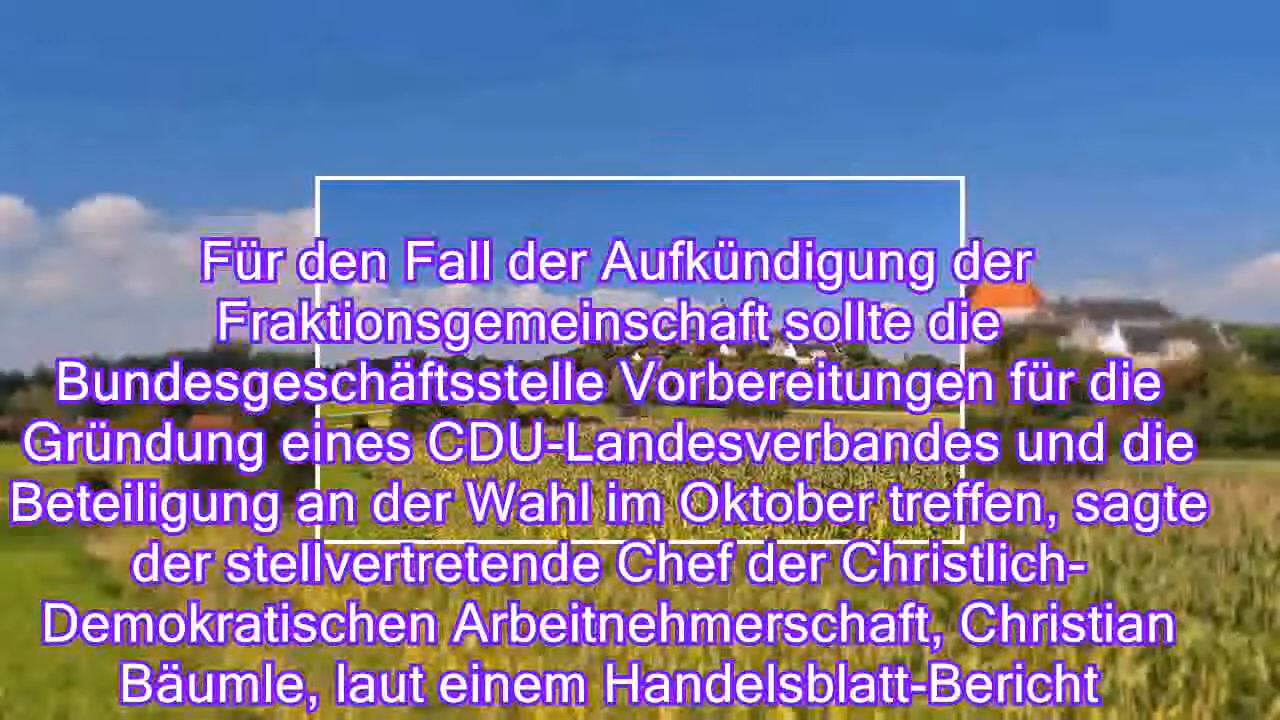 Für den Fall der Aufkündigung der
Fraktionsgemeinschaft sollte die
Bundesgeschäftsstelle Vorbereitungen für die
Gründung eines CDU-Landesverbandes und die
Beteiligung an der Wahl im Oktober treffen, sagte
der stellvertretende Chef der Christlich-
Demokratischen Arbeitnehmerschaft, Christian
Bäumle, laut einem Handelsblatt-Bericht